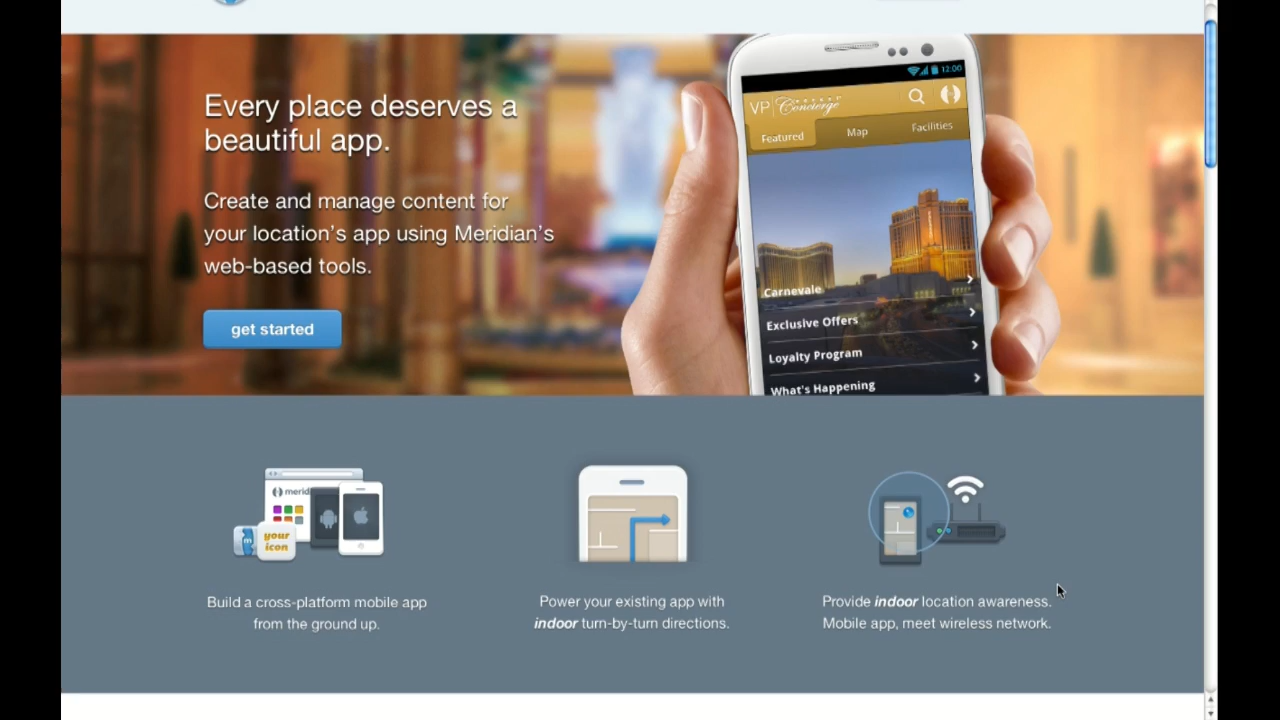 Every place deserves a
beautiful app.
Create and manage content for
your location's app using Meridian's
web-based tools.
get started
12:00
VP Concierge
Featured Map Facilities
Carnevale
Exclusive Offers
Loyalty Program
What's Happening
merid
your
icon
Build a cross-platform mobile app
from the ground up.
Power your existing app with
indoor turn-by-turn directions.
Provide indoor location awareness.
Mobile app, meet wireless network.